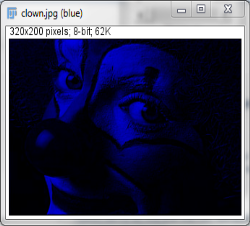 clown.jpg (blue)
320x200 pixels; 8-bit; 62K